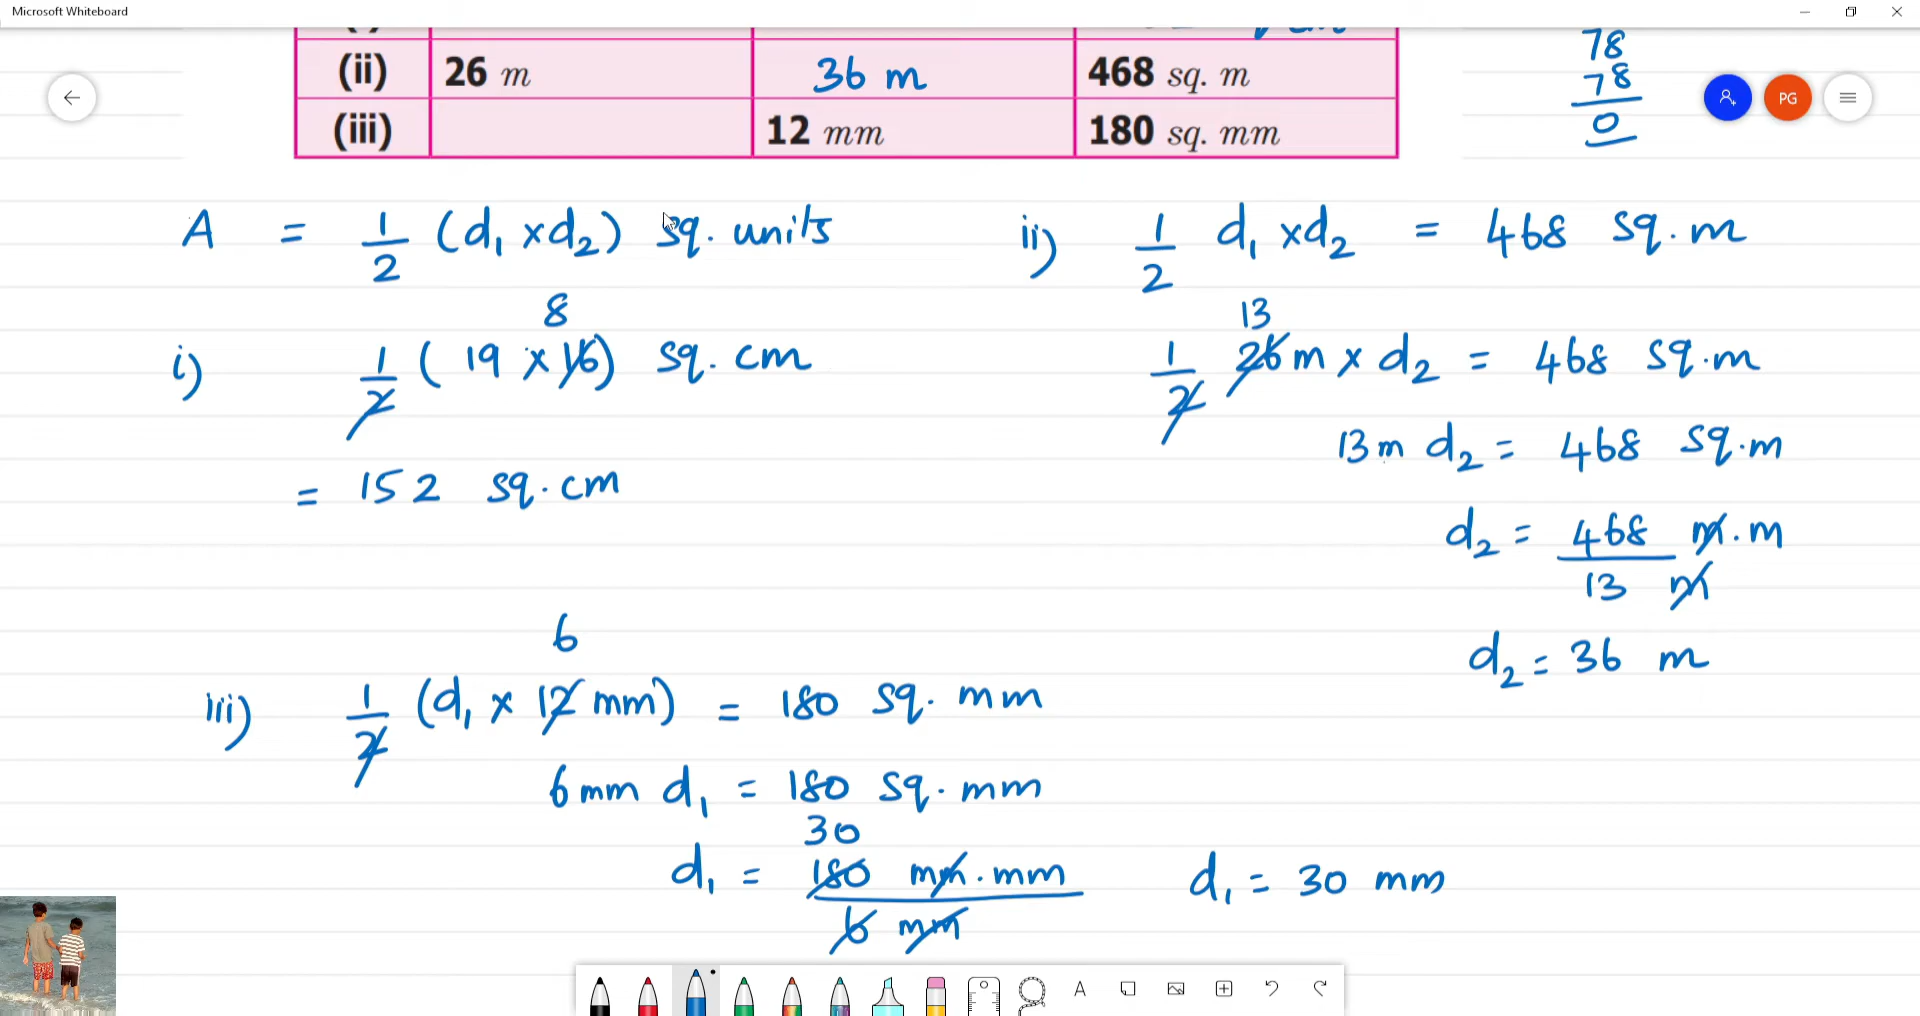 Microsoft Whiteboard
(ii) 26 m 36 m 468 sq. m
(iii) 12 mm 180 sq. mm
78
78
0
PG
A = 1/2 (d₁ × d₂) sq. units
8
i) 1/2 ( 19 × 16) sq. cm
= 152 sq. cm
ii) 1/2 d₁ × d₂ = 468 sq. m
13
1/2 26 m × d₂ = 468 sq. m
13 m d₂ = 468 sq. m
d₂ = 468 m . m / 13 m
d₂ = 36 m
6
iii) 1/2 (d₁ × 12 mm) = 180 sq. mm
6 mm d₁ = 180 sq. mm
30
d₁ = 180 mm . mm / 6 mm
d₁ = 30 mm
A